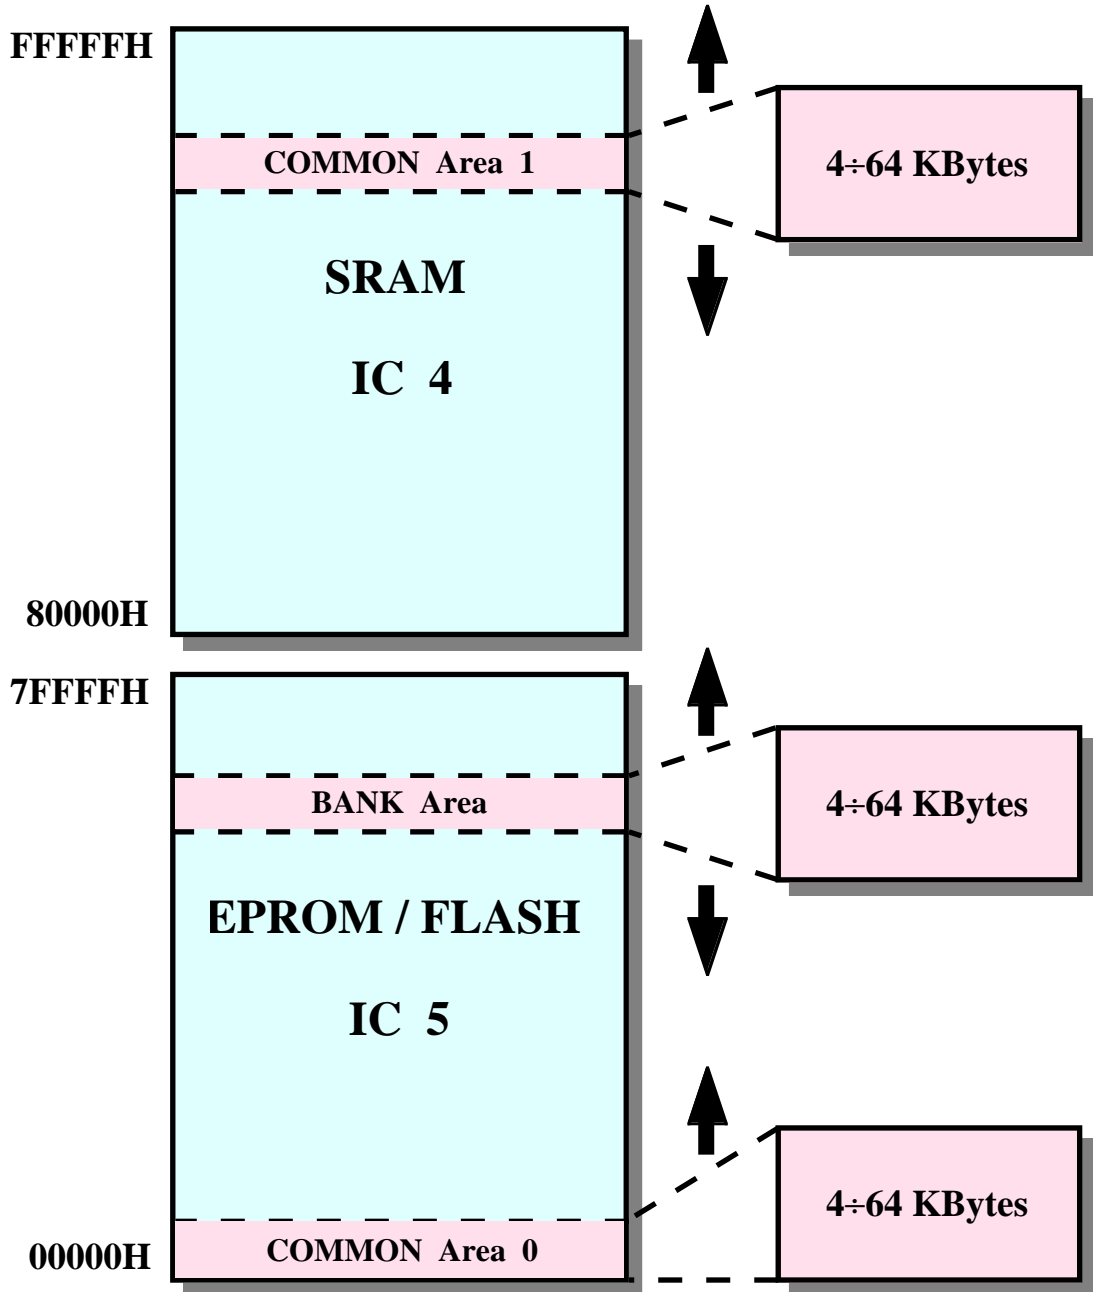 FFFFFH
COMMON Area 1
4÷64 KBytes
SRAM
IC 4
80000H
7FFFFH
BANK Area
4÷64 KBytes
EPROM / FLASH
IC 5
4÷64 KBytes
COMMON Area 0
00000H